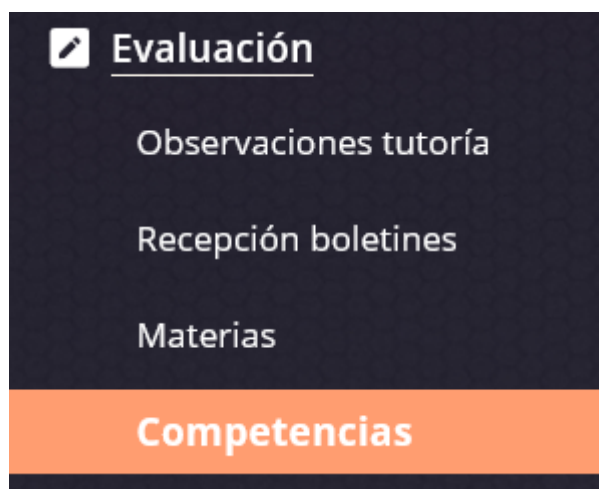 Evaluación
Observaciones tutoría
Recepción boletines
Materias
Competencias